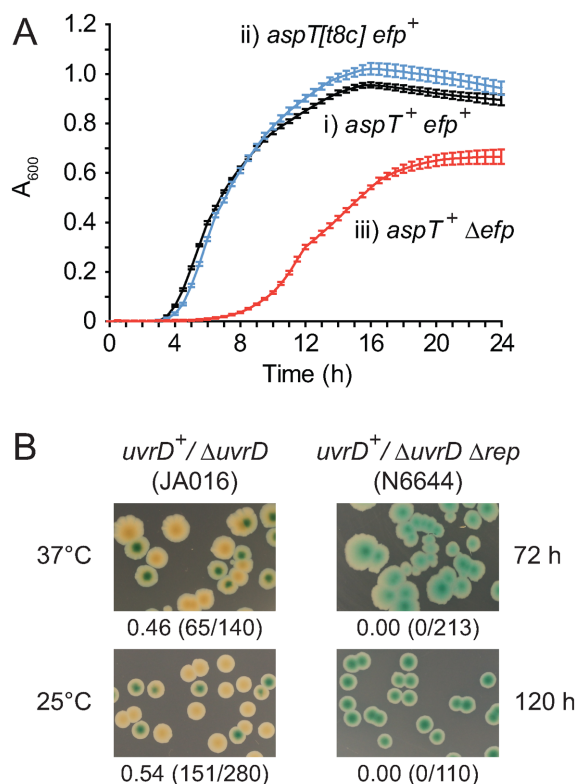 A
1.2
1.0
0.8
0.6
0.4
0.2
0
A600
ii) aspT[t8c] efp+
i) aspT+ efp+
iii) aspT+ Δefp
0 4 8 12 16 20 24
Time (h)
B
uvrD+/ ΔuvrD
(JA016)
uvrD+/ ΔuvrD Δrep
(N6644)
37°C
72 h
0.46 (65/140)
0.00 (0/213)
25°C
120 h
0.54 (151/280)
0.00 (0/110)